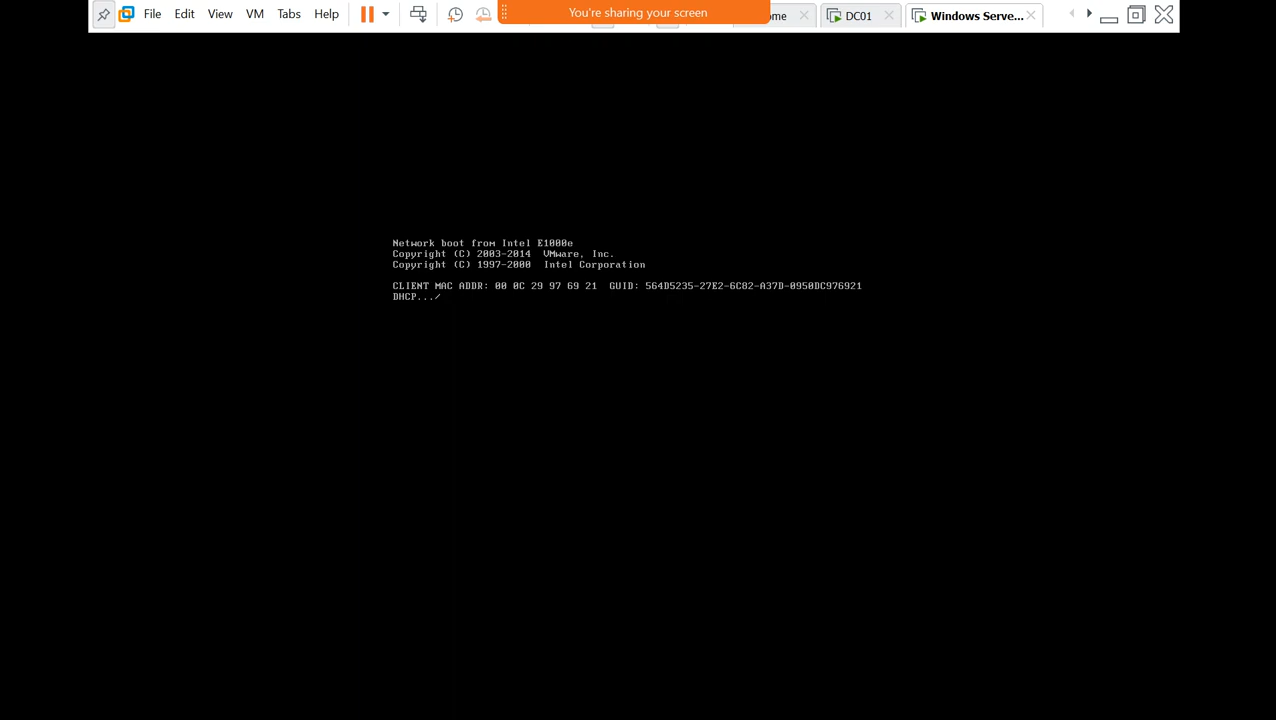 File Edit View VM Tabs Help
You're sharing your screen
ome
DC01
Windows Serve...
Network boot from Intel E1000e
Copyright (C) 2003-2014 VMware, Inc.
Copyright (C) 1997-2000 Intel Corporation
CLIENT MAC ADDR: 00 0C 29 97 69 21 GUID: 564D5235-27E2-6C82-A37D-0950DC976921
DHCP.../